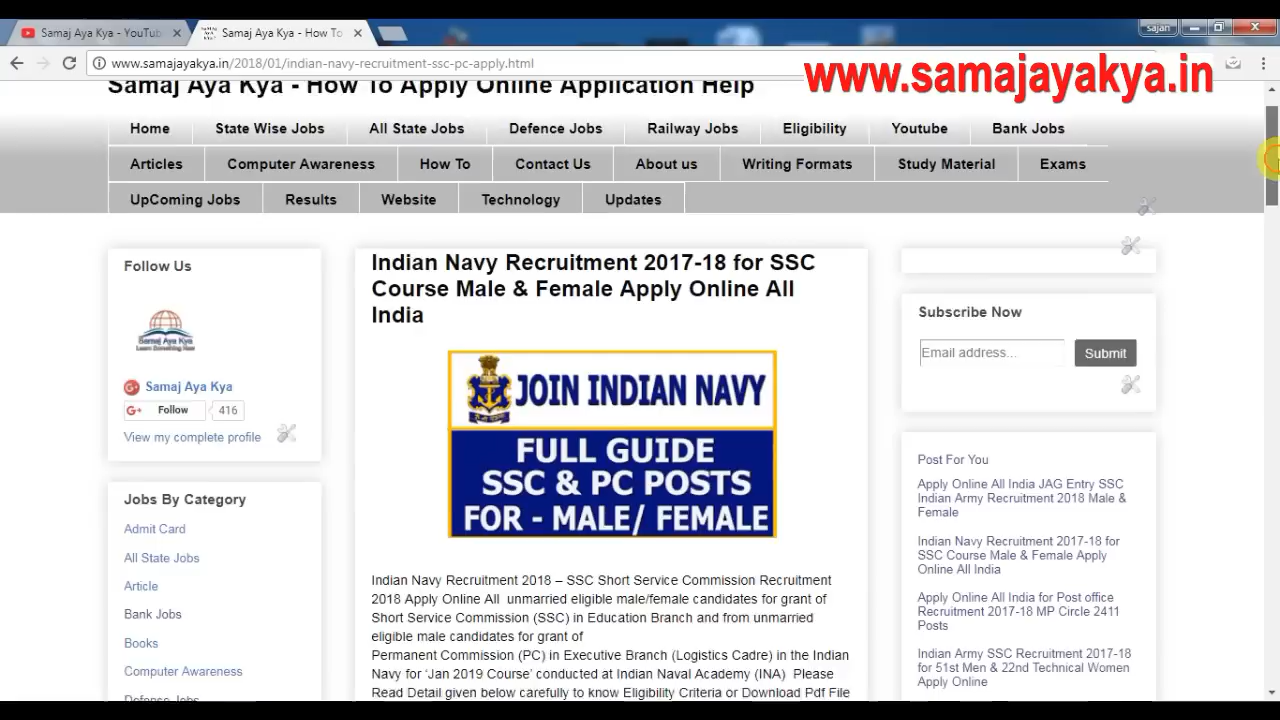 Samaj Aya Kya - YouTub
Samaj Aya Kya - How To
sajan
www.samajayakya.in/2018/01/indian-navy-recruitment-ssc-pc-apply.html
www.samajayakya.in
Samaj Aya Kya - How To Apply Online Application Help
Home State Wise Jobs All State Jobs Defence Jobs Railway Jobs Eligibility Youtube Bank Jobs
Articles Computer Awareness How To Contact Us About us Writing Formats Study Material Exams
UpComing Jobs Results Website Technology Updates
Follow Us
Samaj Aya Kya
Learn Something New
Samaj Aya Kya
G+ Follow 416
View my complete profile
Jobs By Category
Admit Card
All State Jobs
Article
Bank Jobs
Books
Computer Awareness
Defence Jobs
Indian Navy Recruitment 2017-18 for SSC
Course Male & Female Apply Online All
India
JOIN INDIAN NAVY
FULL GUIDE
SSC & PC POSTS
FOR - MALE/ FEMALE
Indian Navy Recruitment 2018 – SSC Short Service Commission Recruitment
2018 Apply Online All unmarried eligible male/female candidates for grant of
Short Service Commission (SSC) in Education Branch and from unmarried
eligible male candidates for grant of
Permanent Commission (PC) in Executive Branch (Logistics Cadre) in the Indian
Navy for ‘Jan 2019 Course’ conducted at Indian Naval Academy (INA) Please
Read Detail given below carefully to know Eligibility Criteria or Download Pdf File
Subscribe Now
Email address...
Submit
Post For You
Apply Online All India JAG Entry SSC
Indian Army Recruitment 2018 Male &
Female
Indian Navy Recruitment 2017-18 for
SSC Course Male & Female Apply
Online All India
Apply Online All India for Post office
Recruitment 2017-18 MP Circle 2411
Posts
Indian Army SSC Recruitment 2017-18
for 51st Men & 22nd Technical Women
Apply Online